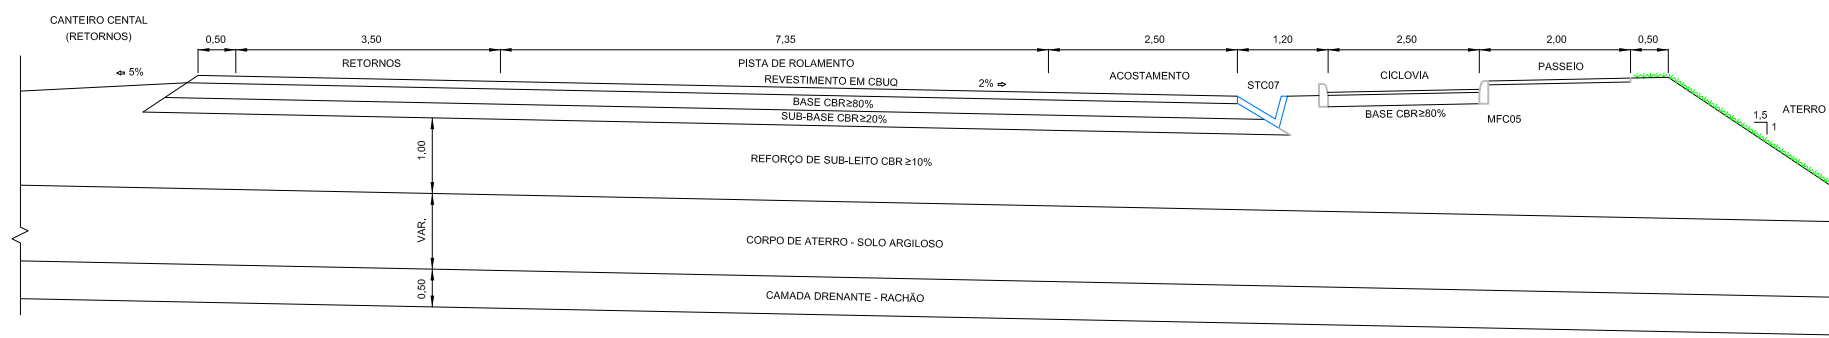 CANTEIRO CENTAL
(RETORNOS)
0,50
3,50
7,35
2,50
1,20
2,50
2,00
0,50
5%
RETORNOS
PISTA DE ROLAMENTO
REVESTIMENTO EM CBUQ
2%
ACOSTAMENTO
STC07
CICLOVIA
PASSEIO
BASE CBR≥80%
SUB-BASE CBR≥20%
BASE CBR≥80%
MFC05
1,5
1
ATERRO
1,00
REFORÇO DE SUB-LEITO CBR ≥10%
VAR.
CORPO DE ATERRO - SOLO ARGILOSO
0,50
CAMADA DRENANTE - RACHÃO